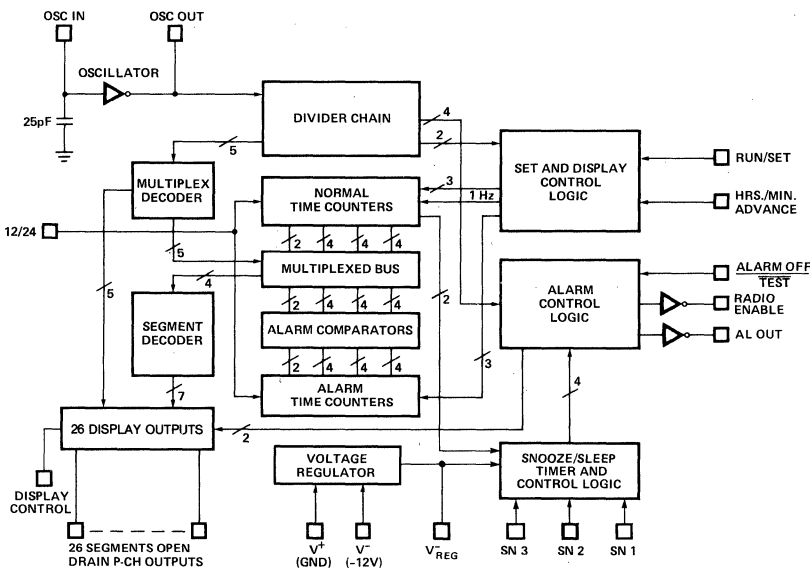 OSC IN
OSC OUT
OSCILLATOR
25pF
DIVIDER CHAIN
4
2
5
MULTIPLEX
DECODER
NORMAL
TIME COUNTERS
3
1 Hz
SET AND DISPLAY
CONTROL
LOGIC
RUN/SET
HRS./MIN.
ADVANCE
12/24
2 4 4 4
5
MULTIPLEXED BUS
4
5
2
2 4 4 4
SEGMENT
DECODER
ALARM COMPARATORS
ALARM
CONTROL
LOGIC
ALARM OFF
TEST
RADIO
ENABLE
AL OUT
2 4 4 4
3
ALARM
TIME COUNTERS
7
4
26 DISPLAY OUTPUTS
2
VOLTAGE
REGULATOR
SNOOZE/SLEEP
TIMER AND
CONTROL LOGIC
DISPLAY
CONTROL
26 SEGMENTS OPEN
DRAIN P-CH OUTPUTS
V+
(GND)
V-
(-12V)
V-REG
SN 3
SN 2
SN 1